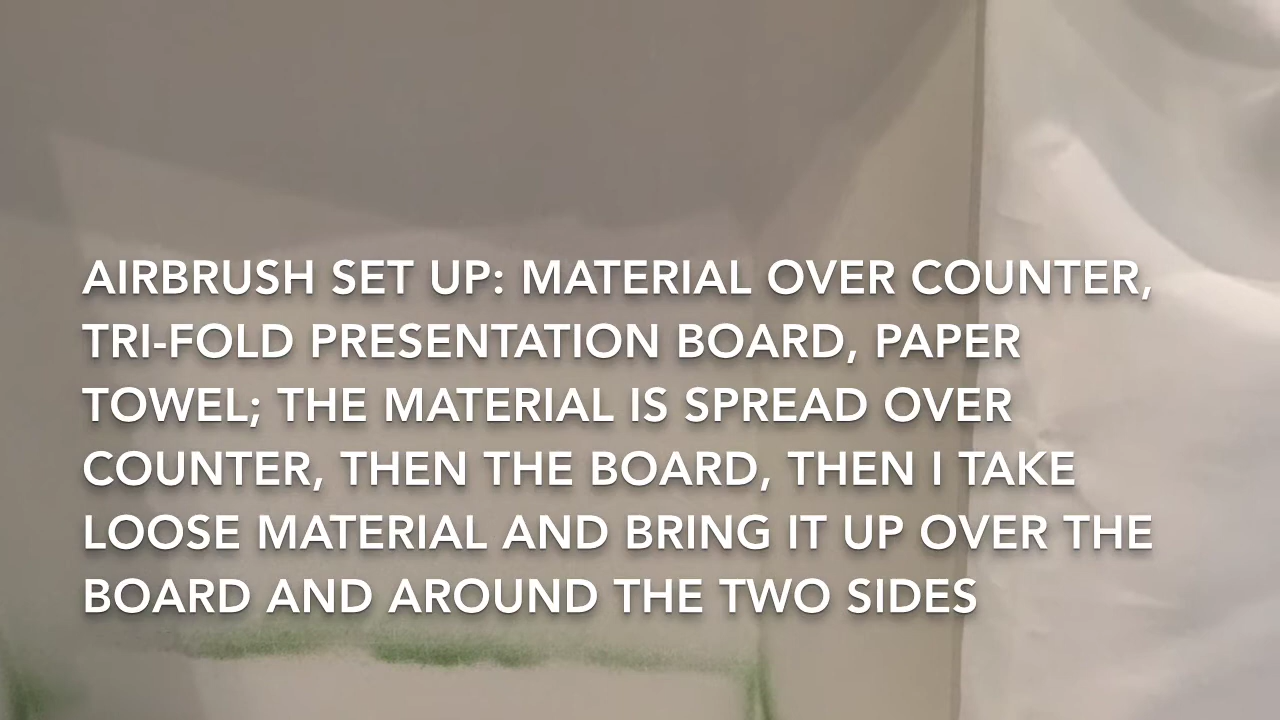 AIRBRUSH SET UP: MATERIAL OVER COUNTER,
TRI-FOLD PRESENTATION BOARD, PAPER
TOWEL; THE MATERIAL IS SPREAD OVER
COUNTER, THEN THE BOARD, THEN I TAKE
LOOSE MATERIAL AND BRING IT UP OVER THE
BOARD AND AROUND THE TWO SIDES